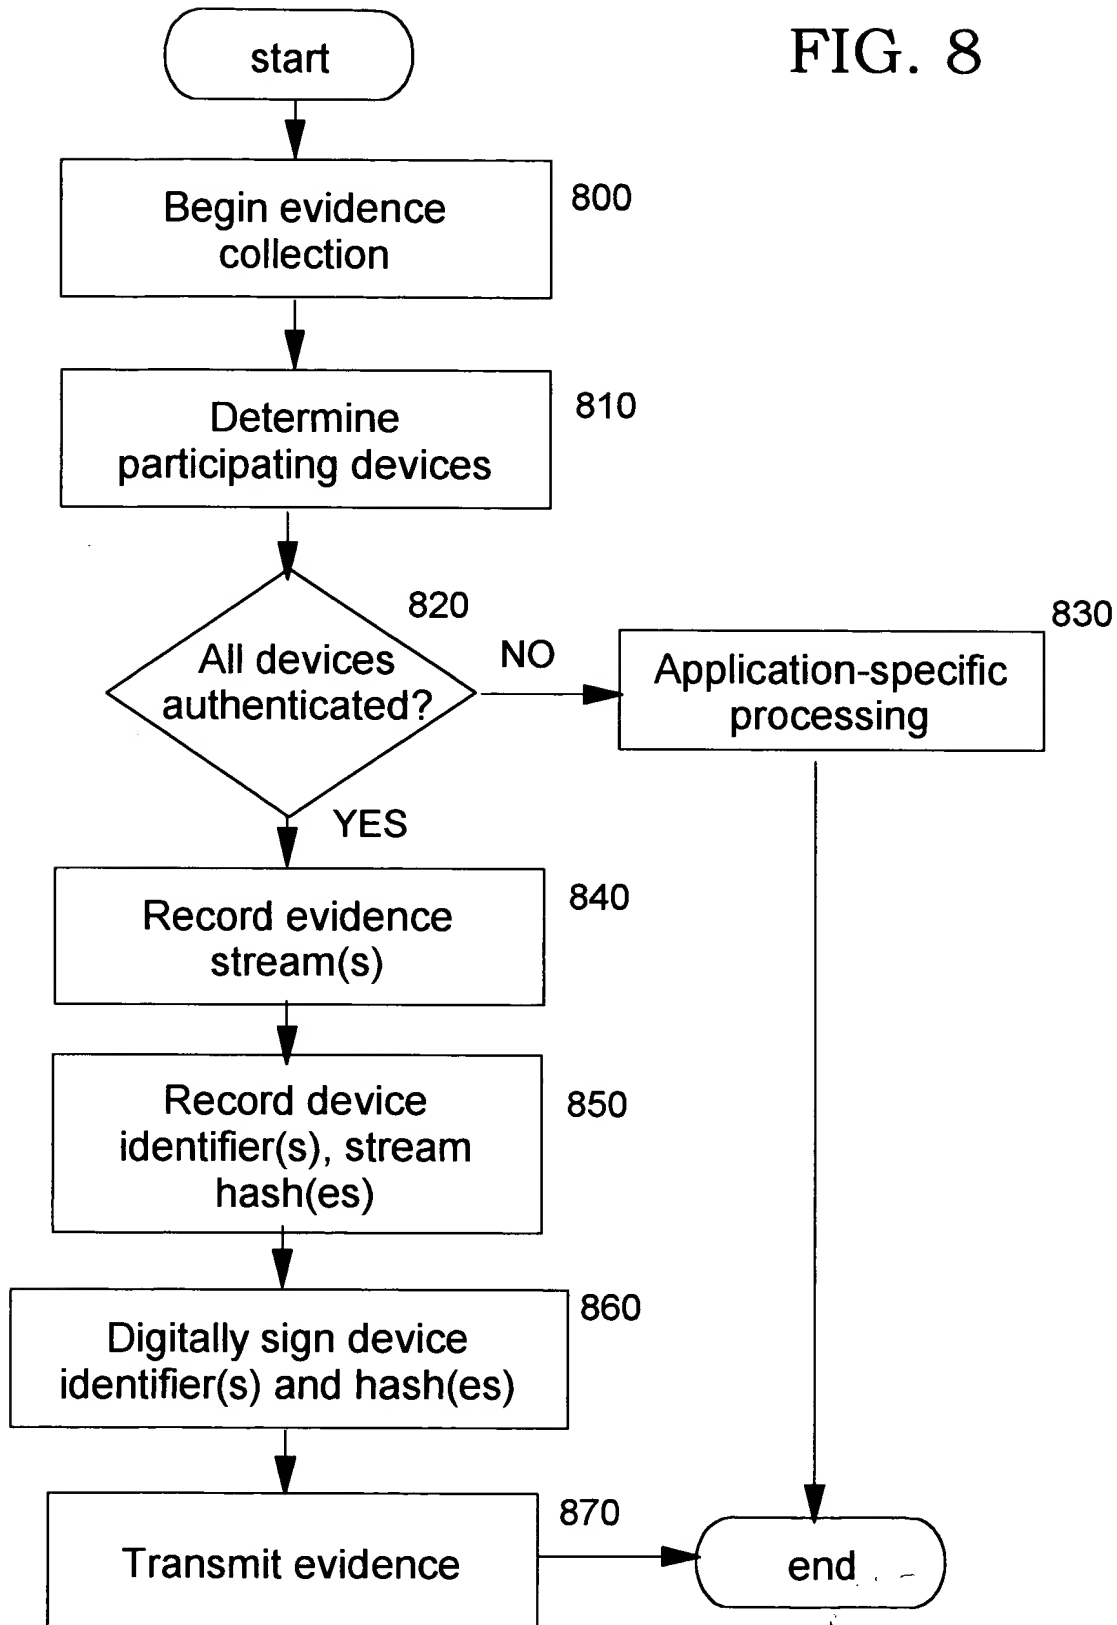 FIG. 8
start
Begin evidence
collection
800
Determine
participating devices
810
820
All devices
authenticated?
NO
830
Application-specific
processing
YES
Record evidence
stream(s)
840
Record device
identifier(s), stream
hash(es)
850
Digitally sign device
identifier(s) and hash(es)
860
Transmit evidence
870
end